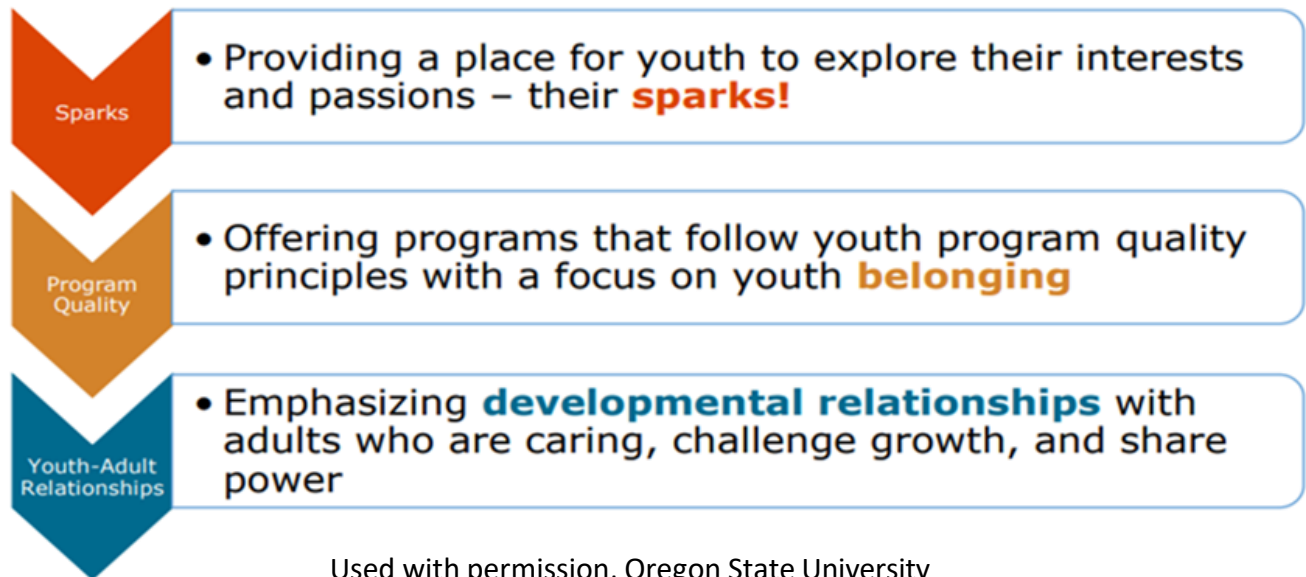 Sparks
• Providing a place for youth to explore their interests
and passions – their sparks!
Program
Quality
• Offering programs that follow youth program quality
principles with a focus on youth belonging
Youth-Adult
Relationships
• Emphasizing developmental relationships with
adults who are caring, challenge growth, and share
power
Used with permission, Oregon State University